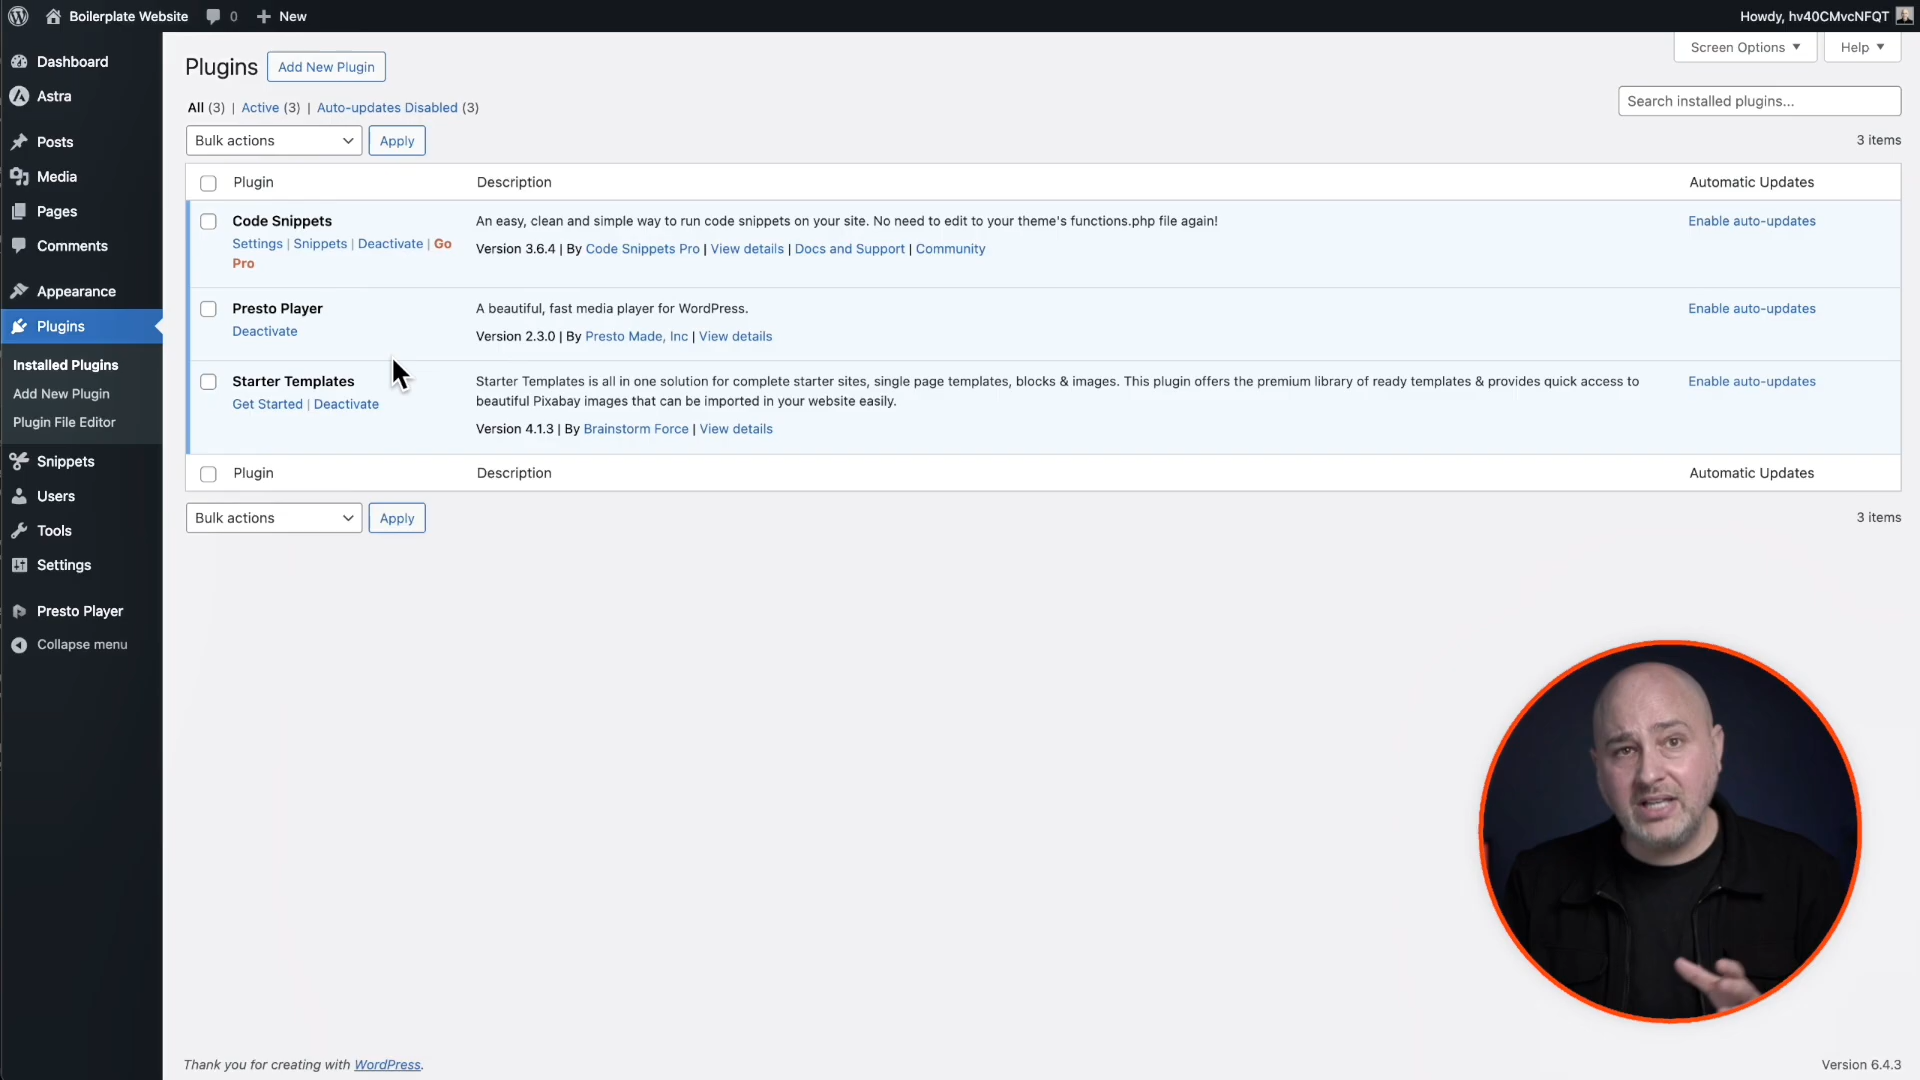 Boilerplate Website 0 New Howdy, hv40CMvcNFQT
Screen Options Help
Plugins Add New Plugin
All (3) | Active (3) | Auto-updates Disabled (3)
Search installed plugins...
Bulk actions Apply 3 items
Plugin Description Automatic Updates
Code Snippets An easy, clean and simple way to run code snippets on your site. No need to edit to your theme's functions.php file again! Enable auto-updates
Settings | Snippets | Deactivate | Go
Pro
Version 3.6.4 | By Code Snippets Pro | View details | Docs and Support | Community
Presto Player A beautiful, fast media player for WordPress. Enable auto-updates
Deactivate Version 2.3.0 | By Presto Made, Inc | View details
Starter Templates Starter Templates is all in one solution for complete starter sites, single page templates, blocks & images. This plugin offers the premium library of ready templates & provides quick access to Enable auto-updates
Get Started | Deactivate beautiful Pixabay images that can be imported in your website easily.
Version 4.1.3 | By Brainstorm Force | View details
Plugin Description Automatic Updates
Bulk actions Apply 3 items
Dashboard
Astra
Posts
Media
Pages
Comments
Appearance
Plugins
Installed Plugins
Add New Plugin
Plugin File Editor
Snippets
Users
Tools
Settings
Presto Player
Collapse menu
Thank you for creating with WordPress. Version 6.4.3